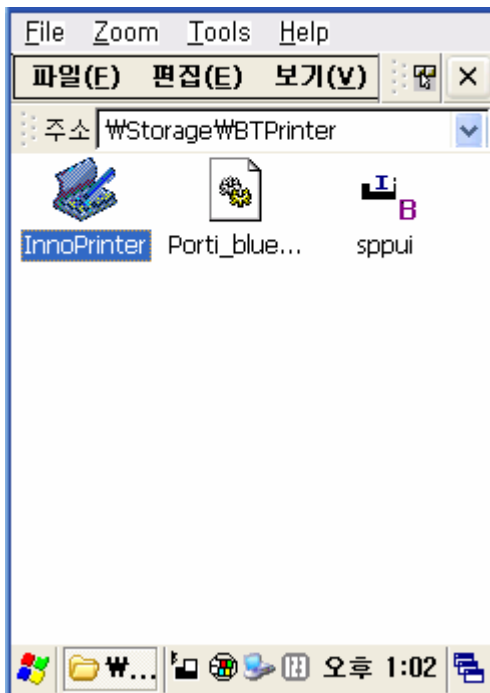 File Zoom Tools Help
파일(F) 편집(E) 보기(V)
주소 ₩Storage₩BTPrinter
InnoPrinter Porti_blue... sppui
₩... 오후 1:02